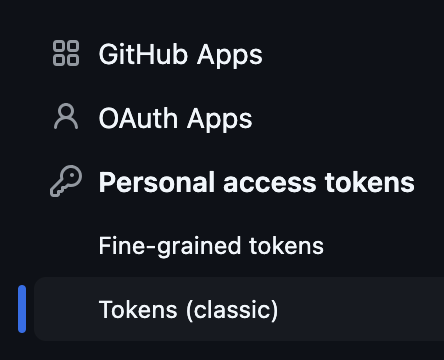 GitHub Apps
OAuth Apps
Personal access tokens
Fine-grained tokens
Tokens (classic)